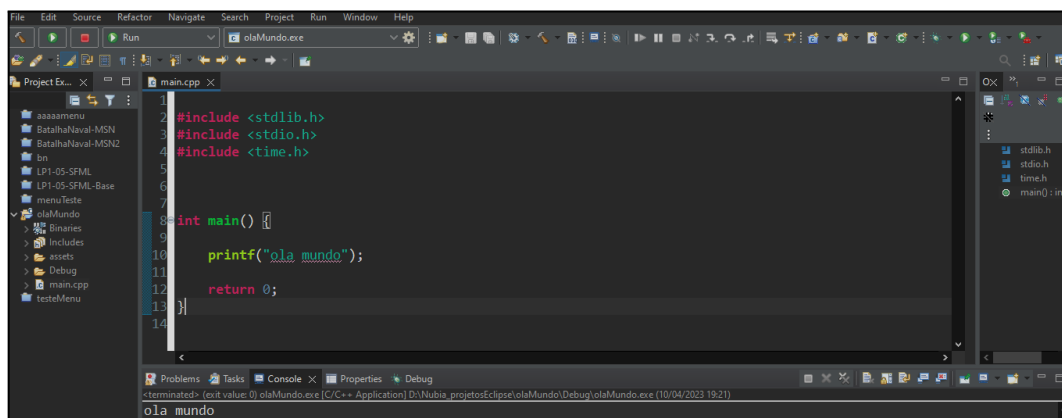 File Edit Source Refactor Navigate Search Project Run Window Help
Run olaMundo.exe
Project Ex...
main.cpp
aaaaamenu
BatalhaNaval-MSN
BatalhaNaval-MSN2
bn
LP1-05-SFML
LP1-05-SFML-Base
menuTeste
olaMundo
Binaries
Includes
assets
Debug
main.cpp
testeMenu
1
2 #include <stdlib.h>
3 #include <stdio.h>
4 #include <time.h>
5
6
7
8 int main() {
9
10 printf("ola mundo");
11
12 return 0;
13 }
14
stdlib.h
stdio.h
time.h
main() : in
Problems Tasks Console Properties Debug
<terminated> (exit value: 0) olaMundo.exe [C/C++ Application] D:\Nubia_projetosEclipse\olaMundo\Debug\olaMundo.exe (10/04/2023 19:21)
ola mundo